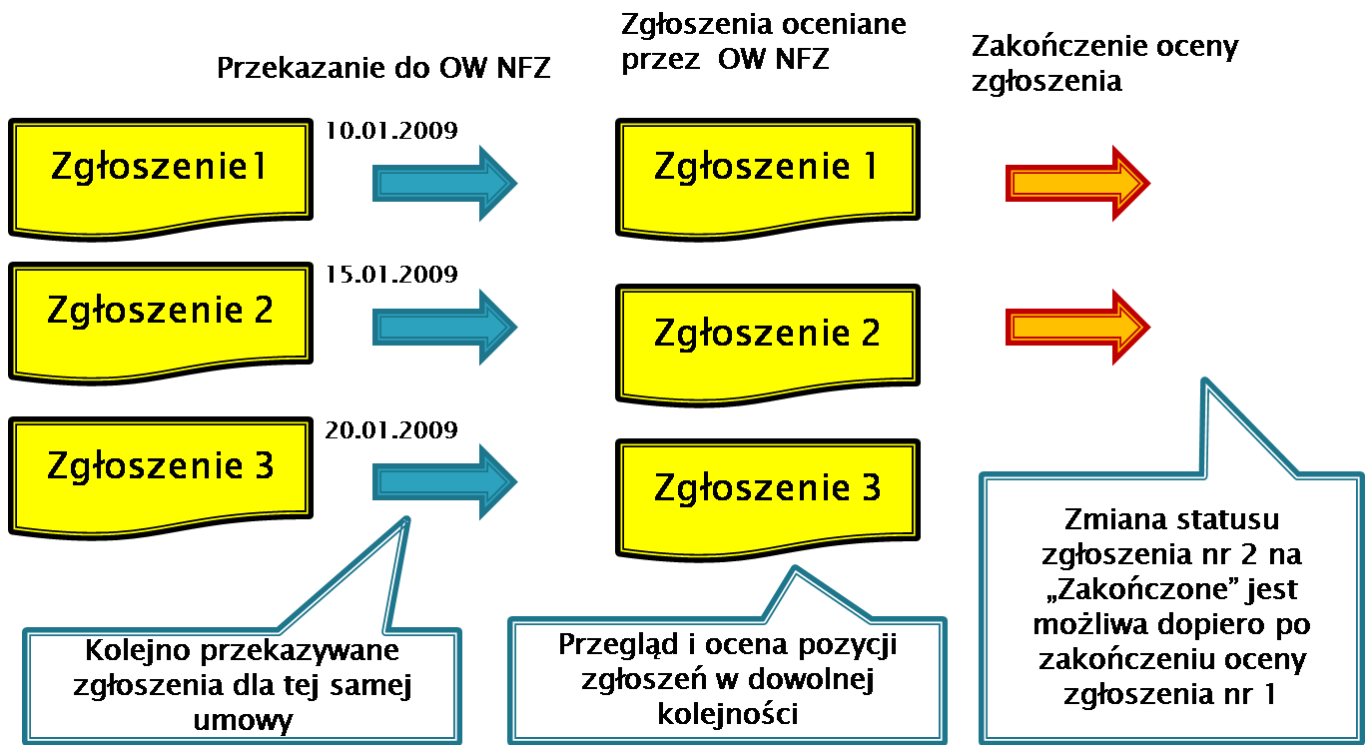 Przekazanie do OW NFZ
Zgłoszenia oceniane
przez OW NFZ
Zakończenie oceny
zgłoszenia
Zgłoszenie1
10.01.2009
Zgłoszenie 1
Zgłoszenie 2
15.01.2009
Zgłoszenie 2
Zgłoszenie 3
20.01.2009
Zgłoszenie 3
Kolejno przekazywane
zgłoszenia dla tej samej
umowy
Przegląd i ocena pozycji
zgłoszeń w dowolnej
kolejności
Zmiana statusu
zgłoszenia nr 2 na
„Zakończone” jest
możliwa dopiero po
zakończeniu oceny
zgłoszenia nr 1